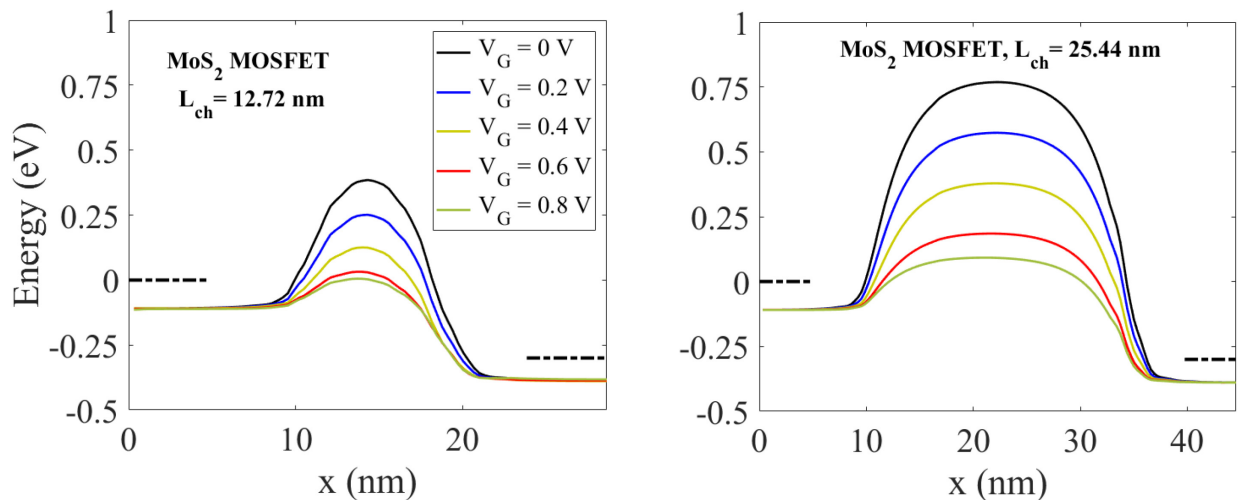 1
0.75
0.5
0.25
0
-0.25
-0.5
Energy (eV)
MoS2 MOSFET
Lch= 12.72 nm
VG = 0 V
VG = 0.2 V
VG = 0.4 V
VG = 0.6 V
VG = 0.8 V
0
10
20
x (nm)
1
0.75
0.5
0.25
0
-0.25
-0.5
MoS2 MOSFET, Lch= 25.44 nm
0
10
20
30
40
x (nm)